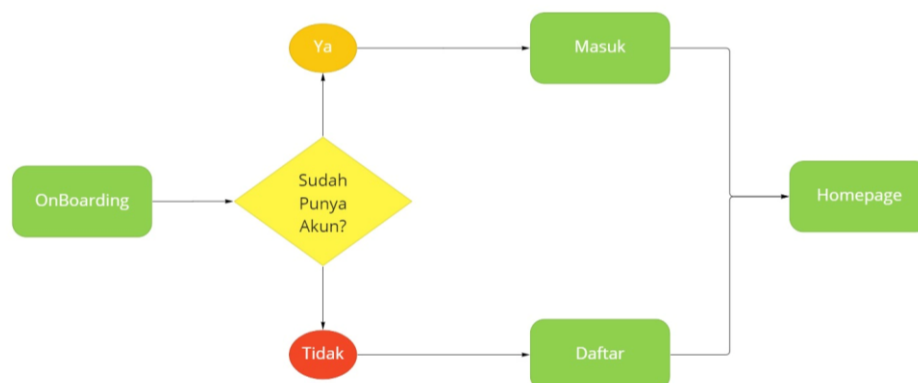 Ya
Masuk
OnBoarding
Sudah
Punya
Akun?
Homepage
Tidak
Daftar